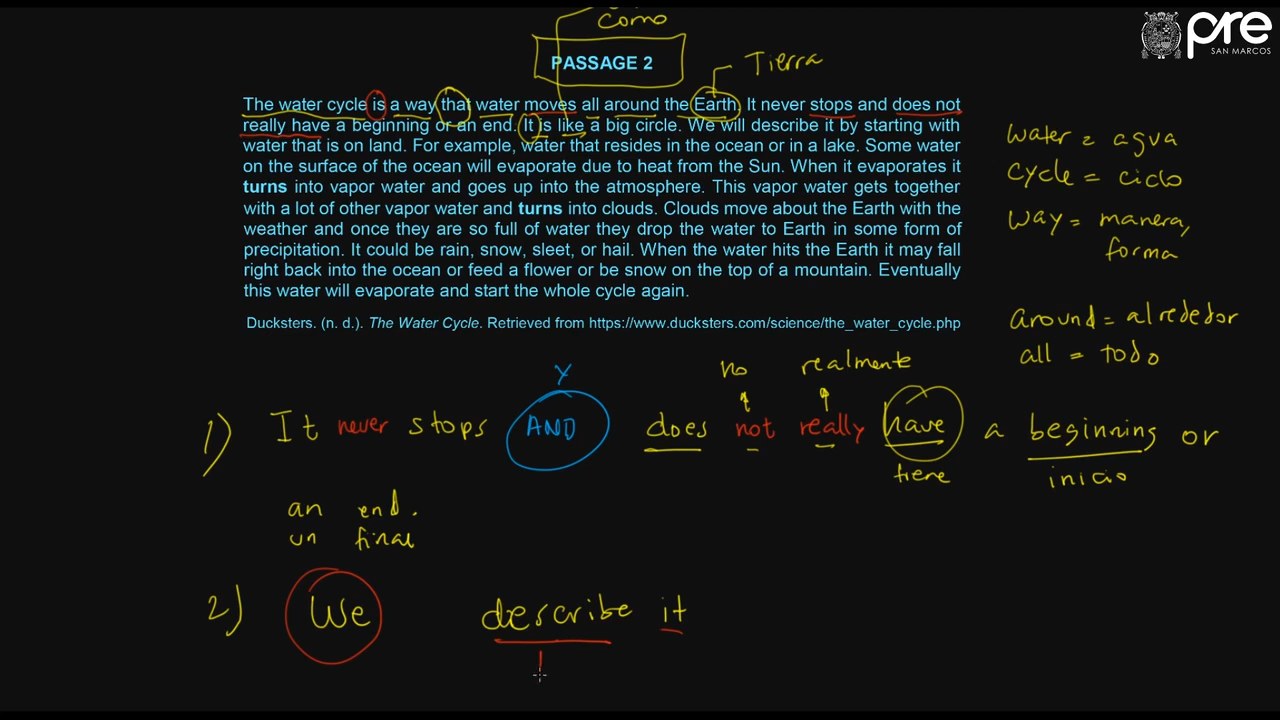 como
pre
SAN MARCOS
PASSAGE 2
Tierra
The water cycle is a way that water moves all around the Earth. It never stops and does not
really have a beginning or an end. It is like a big circle. We will describe it by starting with
water that is on land. For example, water that resides in the ocean or in a lake. Some water
on the surface of the ocean will evaporate due to heat from the Sun. When it evaporates it
turns into vapor water and goes up into the atmosphere. This vapor water gets together
with a lot of other vapor water and turns into clouds. Clouds move about the Earth with the
weather and once they are so full of water they drop the water to Earth in some form of
precipitation. It could be rain, snow, sleet, or hail. When the water hits the Earth it may fall
right back into the ocean or feed a flower or be snow on the top of a mountain. Eventually
this water will evaporate and start the whole cycle again.
Ducksters. (n. d.). The Water Cycle. Retrieved from https://www.ducksters.com/science/the_water_cycle.php
water = agua
cycle = ciclo
way = manera,
forma
around = alrededor
all = todo
Y
no
realmente
1) It never stops AND does not really have a beginning or
tiene
inicio
an end.
un final
2) We describe it